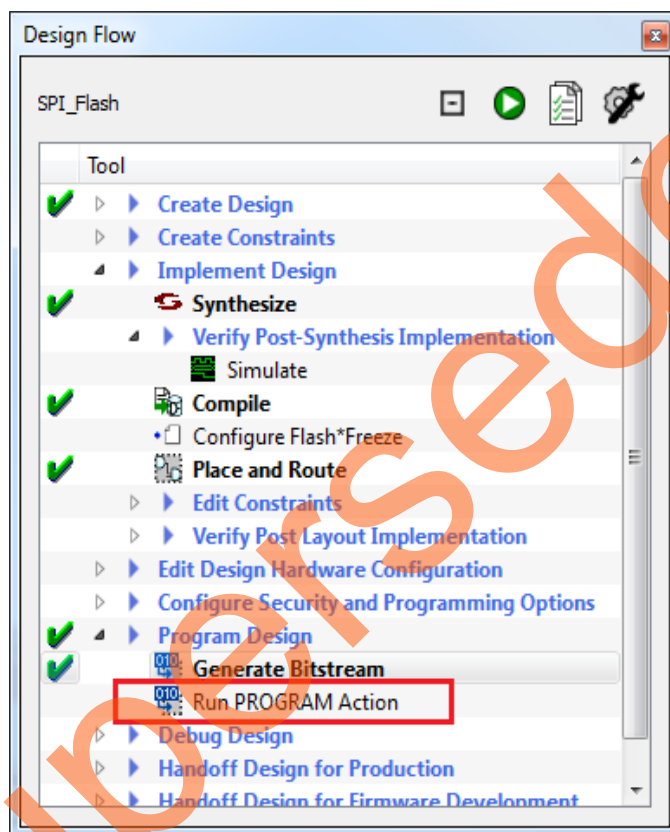 Design Flow
SPI_Flash
Tool
Create Design
Create Constraints
Implement Design
Synthesize
Verify Post-Synthesis Implementation
Simulate
Compile
Configure Flash*Freeze
Place and Route
Edit Constraints
Verify Post Layout Implementation
Edit Design Hardware Configuration
Configure Security and Programming Options
Program Design
Generate Bitstream
Run PROGRAM Action
Debug Design
Handoff Design for Production
Handoff Design for Firmware Development